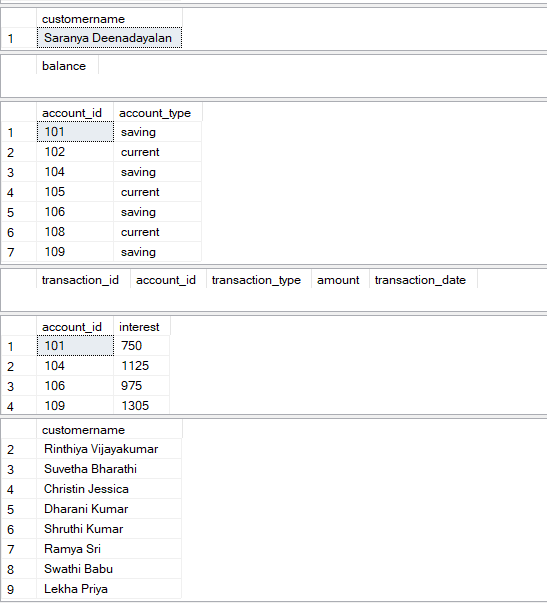 customername
1 Saranya Deenadayalan
balance
account_id account_type
1 101 saving
2 102 current
3 104 saving
4 105 current
5 106 saving
6 108 current
7 109 saving
transaction_id account_id transaction_type amount transaction_date
account_id interest
1 101 750
2 104 1125
3 106 975
4 109 1305
customername
2 Rinthiya Vijayakumar
3 Suvetha Bharathi
4 Christin Jessica
5 Dharani Kumar
6 Shruthi Kumar
7 Ramya Sri
8 Swathi Babu
9 Lekha Priya